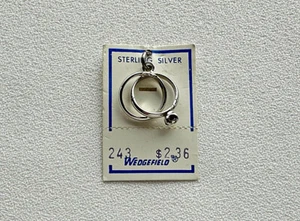 STERLING SILVER
243 $2.36
WEDGEFIELD®